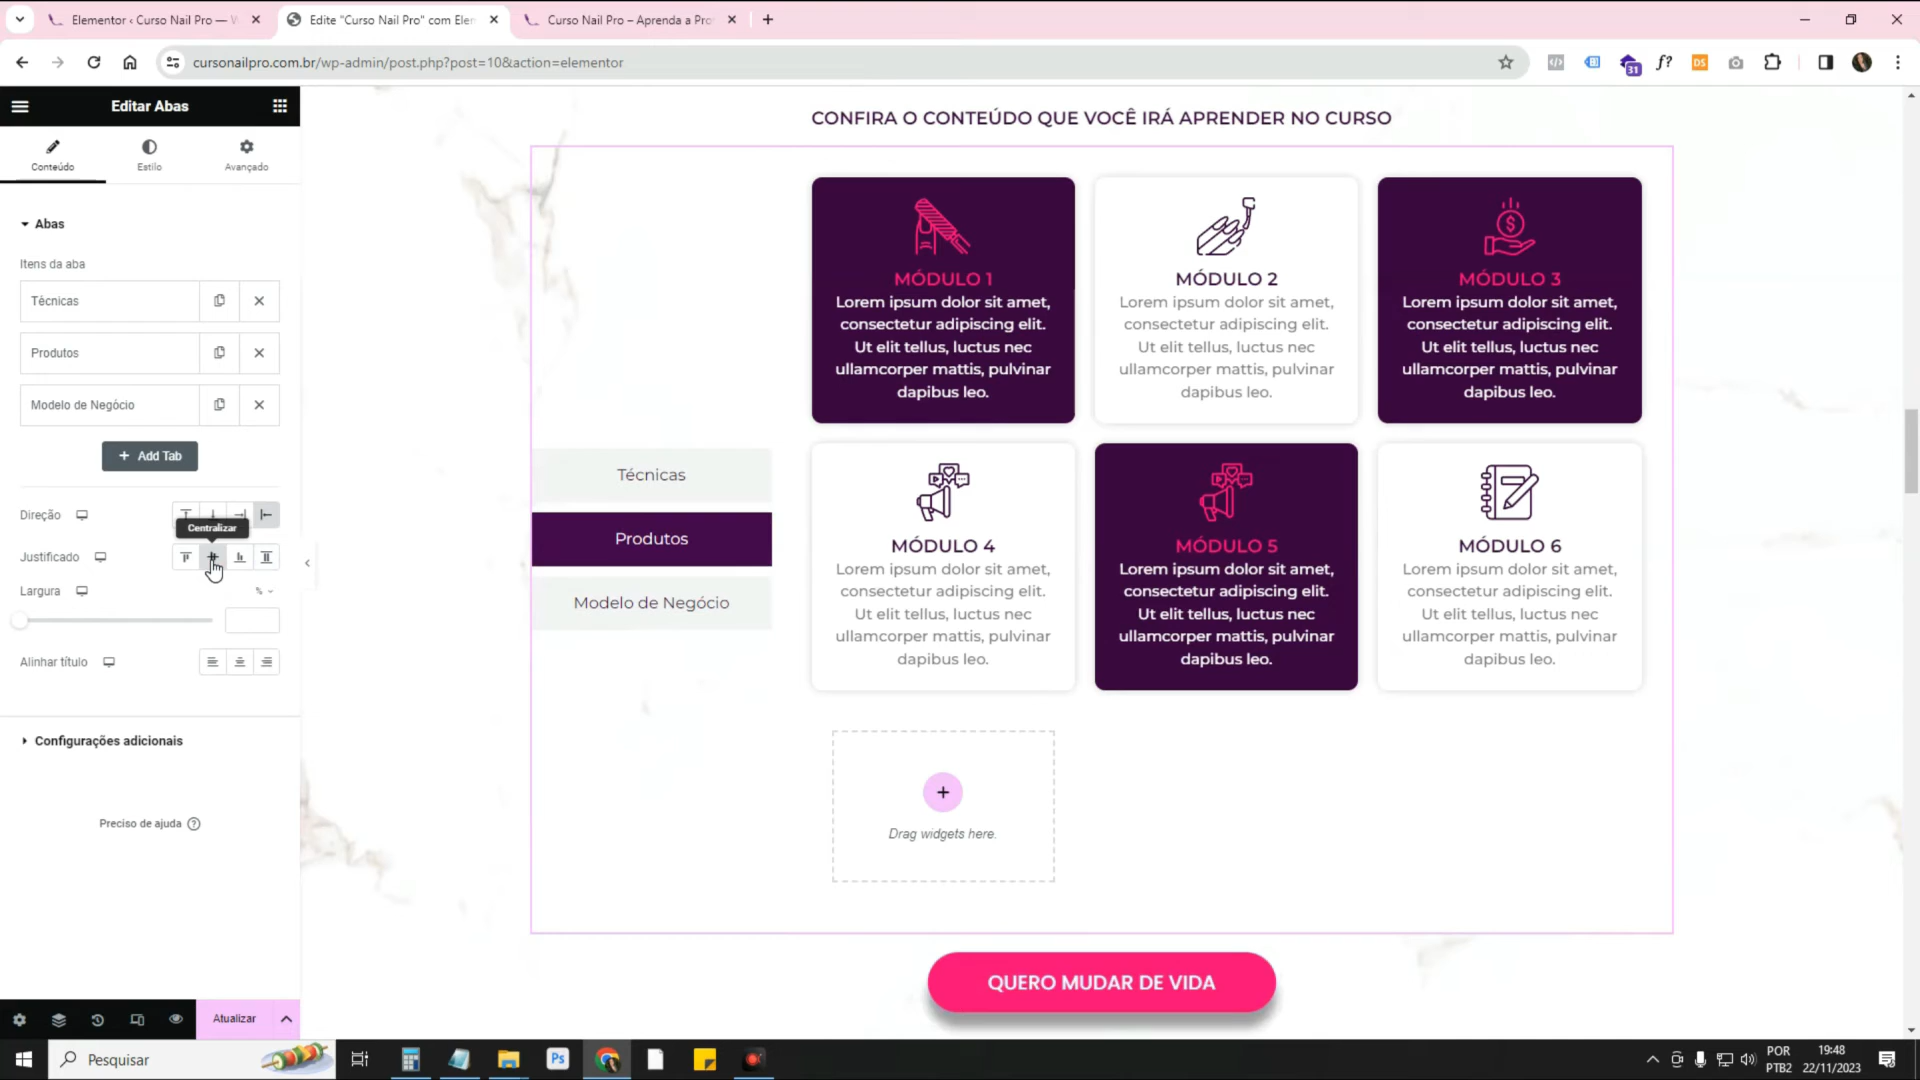 Elementor ‹ Curso Nail Pro — W
Edite "Curso Nail Pro" com Elem
Curso Nail Pro – Aprenda a Pro
cursonailpro.com.br/wp-admin/post.php?post=10&action=elementor
31
f?
DS
Editar Abas
Conteúdo
Estilo
Avançado
Abas
Itens da aba
Técnicas
Produtos
Modelo de Negócio
+ Add Tab
Direção
Centralizar
Justificado
Largura
%
Alinhar título
Configurações adicionais
Preciso de ajuda
Atualizar
CONFIRA O CONTEÚDO QUE VOCÊ IRÁ APRENDER NO CURSO
Técnicas
Produtos
Modelo de Negócio
MÓDULO 1
Lorem ipsum dolor sit amet,
consectetur adipiscing elit.
Ut elit tellus, luctus nec
ullamcorper mattis, pulvinar
dapibus leo.
MÓDULO 2
Lorem ipsum dolor sit amet,
consectetur adipiscing elit.
Ut elit tellus, luctus nec
ullamcorper mattis, pulvinar
dapibus leo.
MÓDULO 3
Lorem ipsum dolor sit amet,
consectetur adipiscing elit.
Ut elit tellus, luctus nec
ullamcorper mattis, pulvinar
dapibus leo.
MÓDULO 4
Lorem ipsum dolor sit amet,
consectetur adipiscing elit.
Ut elit tellus, luctus nec
ullamcorper mattis, pulvinar
dapibus leo.
MÓDULO 5
Lorem ipsum dolor sit amet,
consectetur adipiscing elit.
Ut elit tellus, luctus nec
ullamcorper mattis, pulvinar
dapibus leo.
MÓDULO 6
Lorem ipsum dolor sit amet,
consectetur adipiscing elit.
Ut elit tellus, luctus nec
ullamcorper mattis, pulvinar
dapibus leo.
Drag widgets here.
QUERO MUDAR DE VIDA
Pesquisar
Ps
POR
PTB2
19:48
22/11/2023